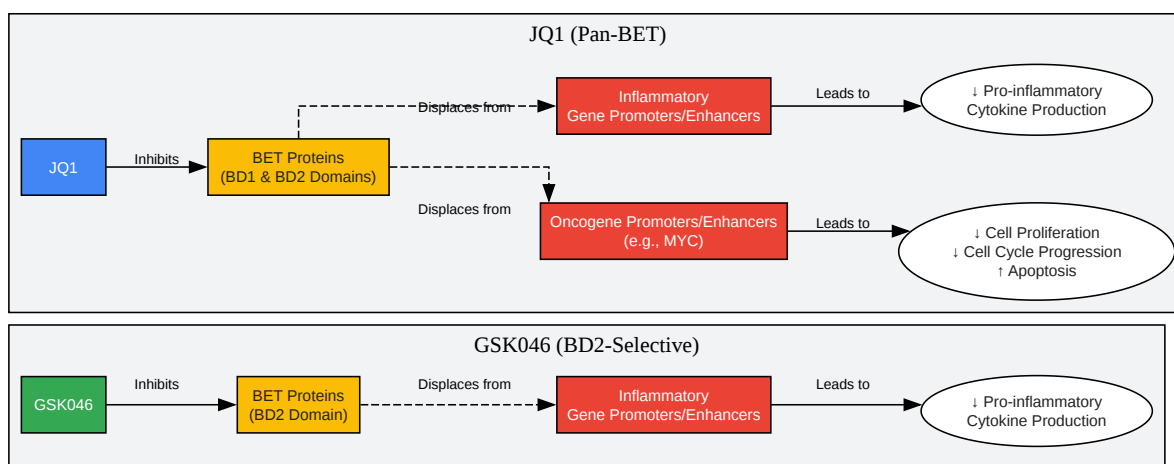 JQ1 (Pan-BET)
Displaces from
Inflammatory
Gene Promoters/Enhancers
Leads to
↓ Pro-inflammatory
Cytokine Production
JQ1
Inhibits
BET Proteins
(BD1 & BD2 Domains)
Displaces from
Oncogene Promoters/Enhancers
(e.g., MYC)
Leads to
↓ Cell Proliferation
↓ Cell Cycle Progression
↑ Apoptosis
GSK046 (BD2-Selective)
GSK046
Inhibits
BET Proteins
(BD2 Domain)
Displaces from
Inflammatory
Gene Promoters/Enhancers
Leads to
↓ Pro-inflammatory
Cytokine Production